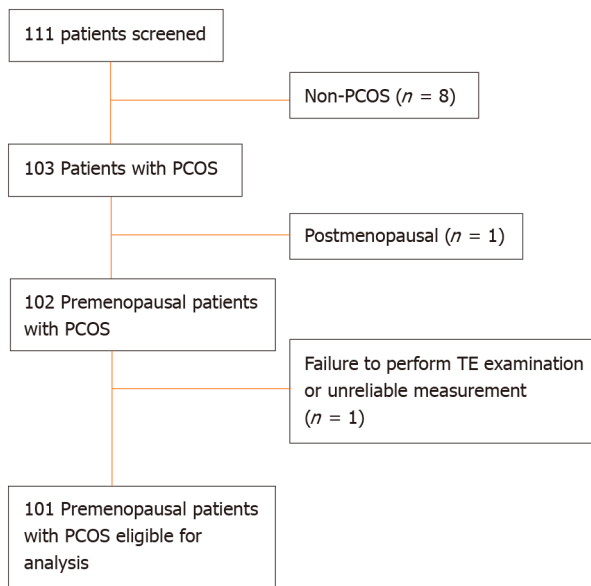 111 patients screened
Non-PCOS (n = 8)
103 Patients with PCOS
Postmenopausal (n = 1)
102 Premenopausal patients
with PCOS
Failure to perform TE examination
or unreliable measurement
(n = 1)
101 Premenopausal patients
with PCOS eligible for
analysis